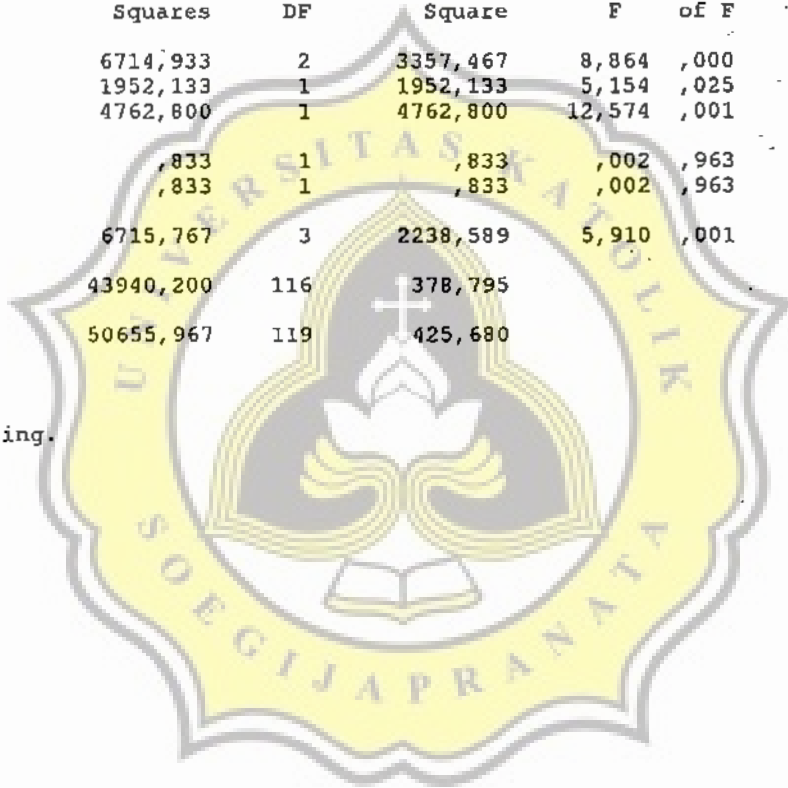 Squares DF Square F of F
6714,933 2 3357,467 8,864 ,000
1952,133 1 1952,133 5,154 ,025
4762,800 1 4762,800 12,574 ,001
,833 1 ,833 ,002 ,963
,833 1 ,833 ,002 ,963
6715,767 3 2238,589 5,910 ,001
43940,200 116 378,795
50655,967 119 425,680
ing.
UNIVERSITAS KATOLIK
SOEGIJAPRANATA